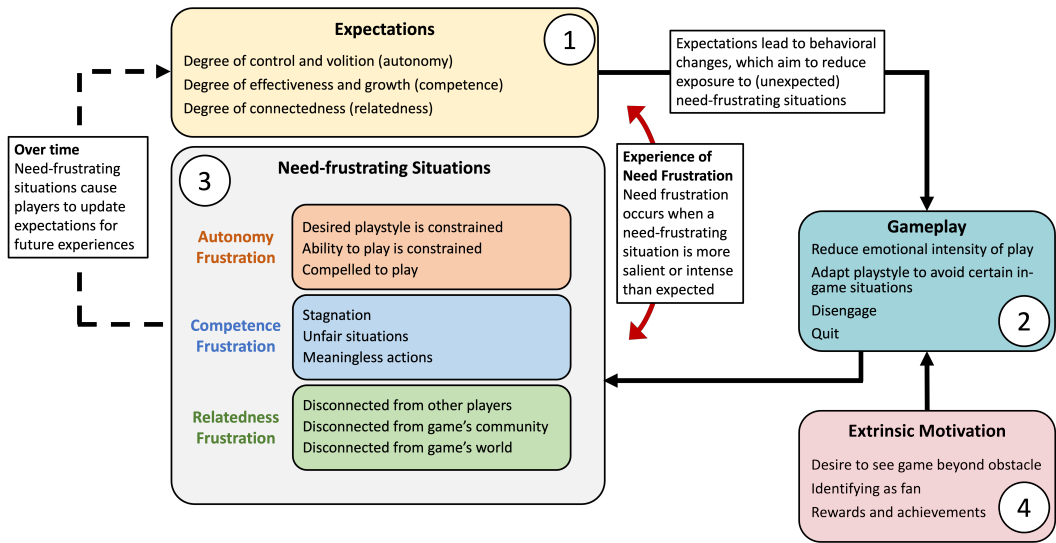 Expectations
1
Degree of control and volition (autonomy)
Degree of effectiveness and growth (competence)
Degree of connectedness (relatedness)
Expectations lead to behavioral
changes, which aim to reduce
exposure to (unexpected)
need-frustrating situations
Over time
Need-frustrating
situations cause
players to update
expectations for
future experiences
3
Need-frustrating Situations
Autonomy
Frustration
Desired playstyle is constrained
Ability to play is constrained
Compelled to play
Competence
Frustration
Stagnation
Unfair situations
Meaningless actions
Relatedness
Frustration
Disconnected from other players
Disconnected from game’s community
Disconnected from game’s world
Experience of
Need Frustration
Need frustration
occurs when a
need-frustrating
situation is more
salient or intense
than expected
Gameplay
Reduce emotional intensity of play
Adapt playstyle to avoid certain in-
game situations
Disengage
Quit
2
Extrinsic Motivation
Desire to see game beyond obstacle
Identifying as fan
Rewards and achievements
4